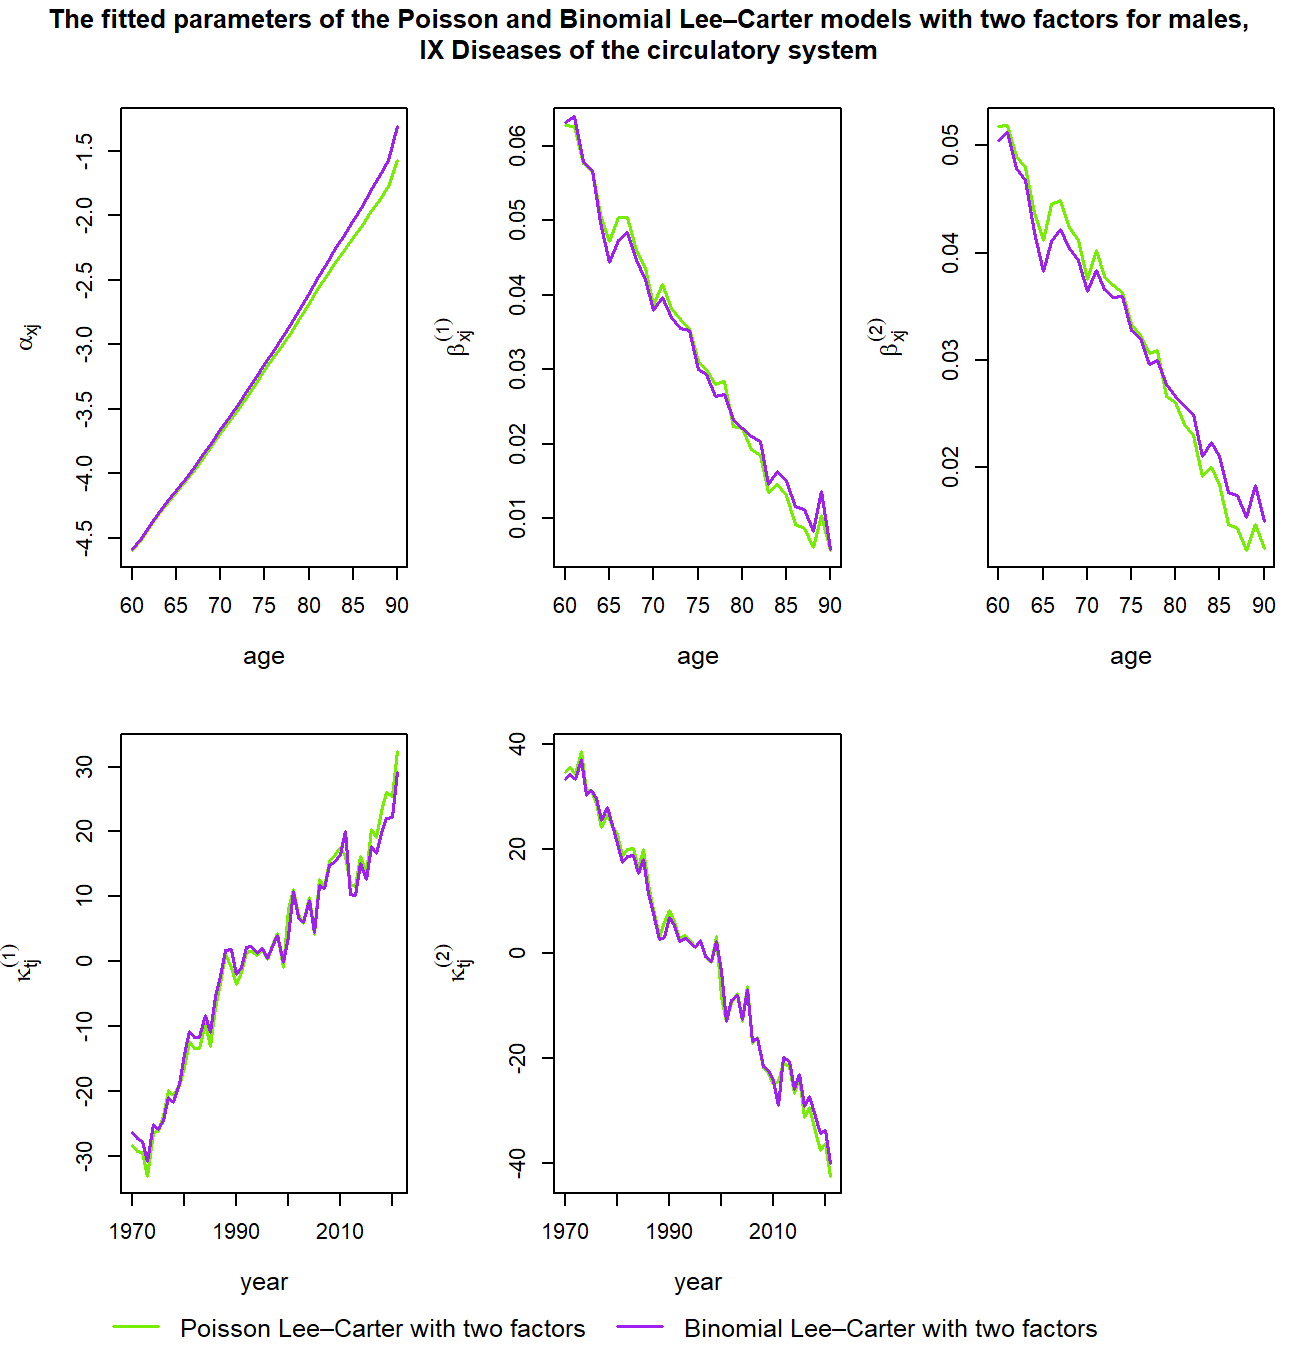 The fitted parameters of the Poisson and Binomial Lee–Carter models with two factors for males,
IX Diseases of the circulatory system
αxj
-1.5
-2.0
-2.5
-3.0
-3.5
-4.0
-4.5
60 65 70 75 80 85 90
age
βxj(1)
0.06
0.05
0.04
0.03
0.02
0.01
60 65 70 75 80 85 90
age
βxj(2)
0.05
0.04
0.03
0.02
60 65 70 75 80 85 90
age
κtj(1)
30
20
10
0
-10
-20
-30
1970 1990 2010
year
κtj(2)
40
20
0
-20
-40
1970 1990 2010
year
Poisson Lee–Carter with two factors Binomial Lee–Carter with two factors